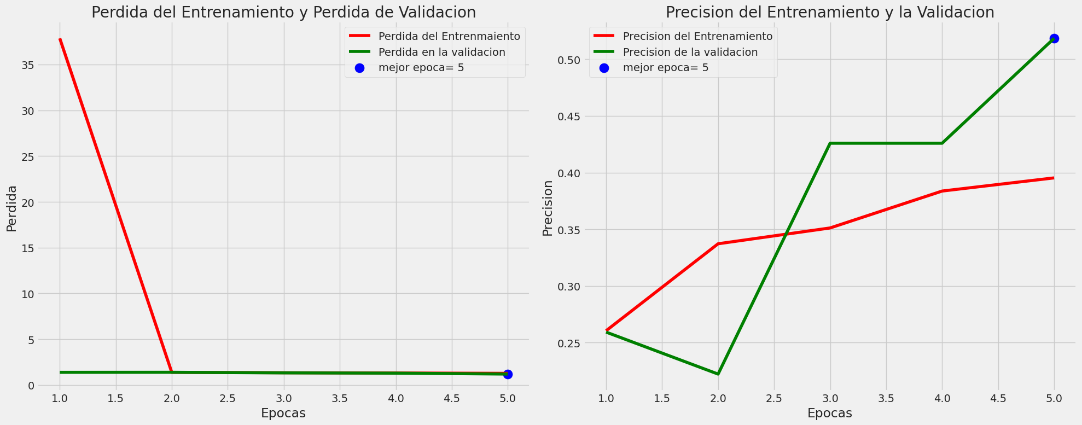 Perdida del Entrenamiento y Perdida de Validacion
Perdida del Entrenmaiento
Perdida en la validacion
mejor epoca= 5
35
30
25
20
15
10
5
0
Perdida
1.0 1.5 2.0 2.5 3.0 3.5 4.0 4.5 5.0
Epocas
Precision del Entrenamiento y la Validacion
Precision del Entrenamiento
Precision de la validacion
mejor epoca= 5
0.50
0.45
0.40
0.35
0.30
0.25
Precision
1.0 1.5 2.0 2.5 3.0 3.5 4.0 4.5 5.0
Epocas